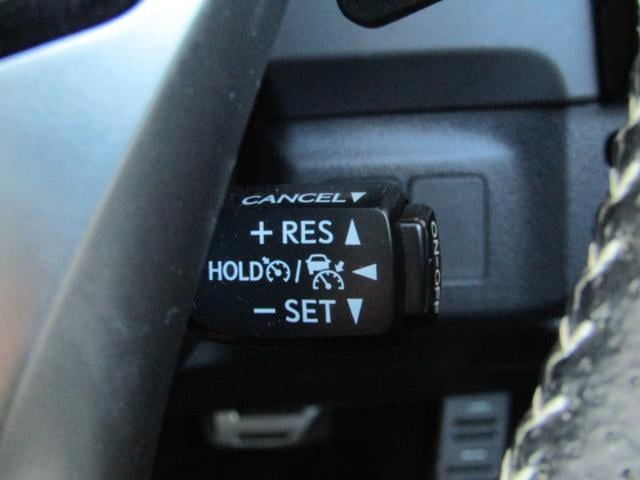 CANCEL▼
+ RES ▲
HOLD / ◄
- SET ▼
ON-OFF